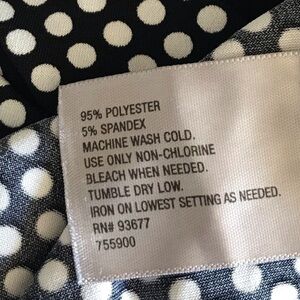 95% POLYESTER
5% SPANDEX
MACHINE WASH COLD.
USE ONLY NON-CHLORINE
BLEACH WHEN NEEDED.
TUMBLE DRY LOW.
IRON ON LOWEST SETTING AS NEEDED.
RN# 93677
755900